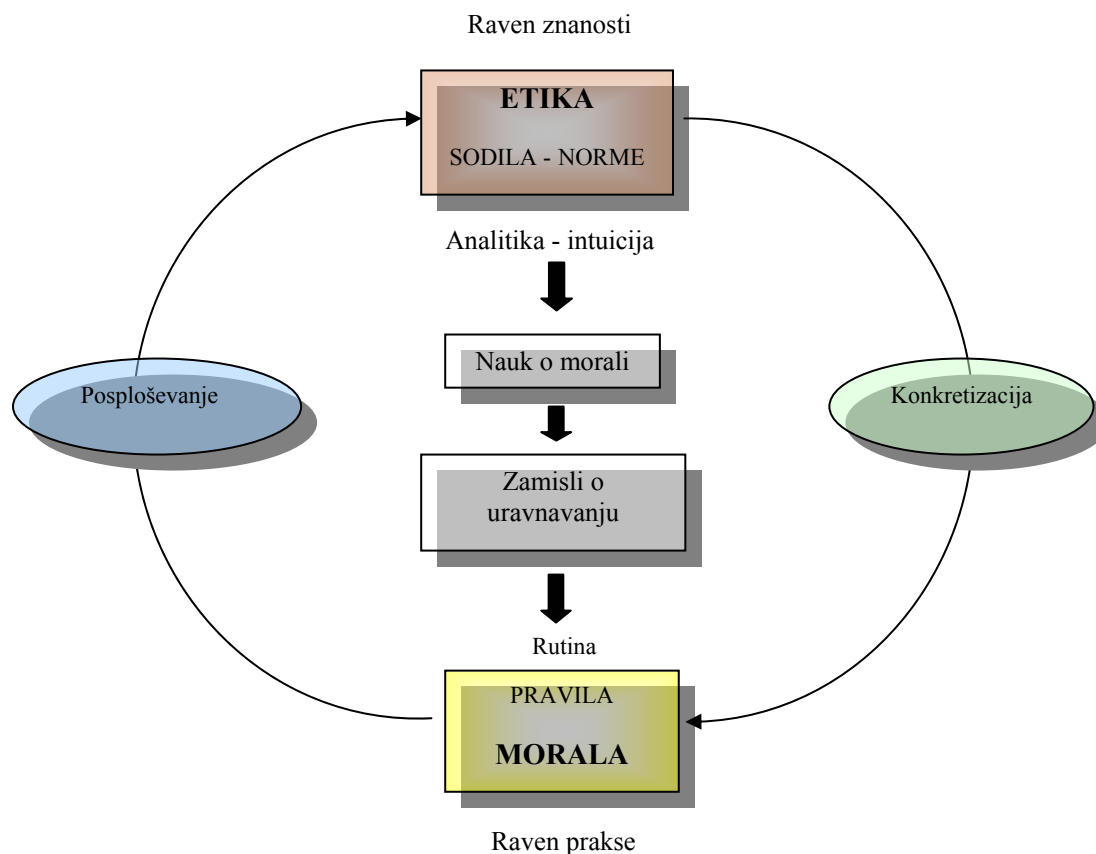 Raven znanosti
ETIKA
SODILA - NORME
Analitika - intuicija
Nauk o morali
Posploševanje
Konkretizacija
Zamisli o
uravnavanju
Rutina
PRAVILA
MORALA
Raven prakse